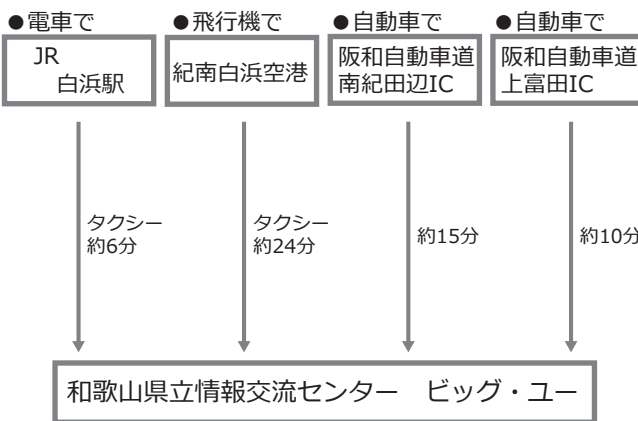 ●電車で
JR
白浜駅
タクシー
約6分
●飛行機で
紀南白浜空港
タクシー
約24分
●自動車で
阪和自動車道
南紀田辺IC
約15分
●自動車で
阪和自動車道
上富田IC
約10分
和歌山県立情報交流センター　ビッグ・ユー